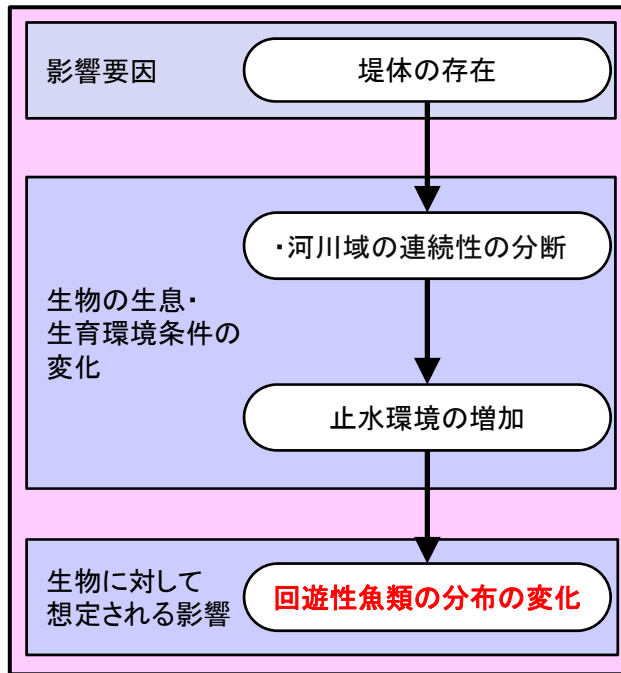 影響要因
堤体の存在
・河川域の連続性の分断
生物の生息・
生育環境条件の
変化
止水環境の増加
生物に対して
想定される影響
回遊性魚類の分布の変化